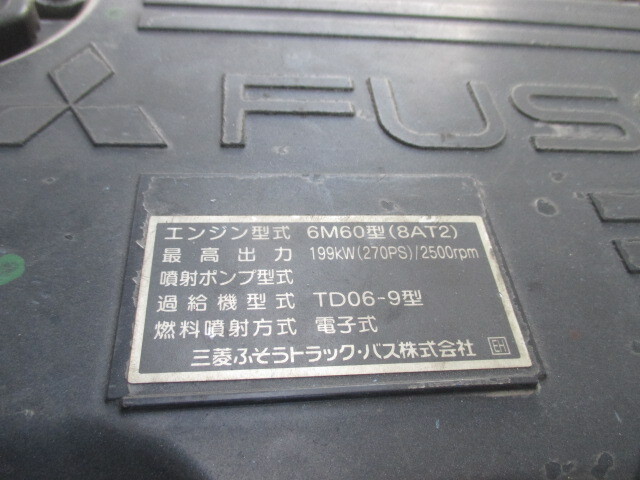 FUS
エンジン型式 6M60型(8AT2)
最高出力 199kW(270PS)/2500rpm
噴射ポンプ型式
過給機型式 TD06-9型
燃料噴射方式 電子式
三菱ふそうトラック・バス株式会社 EH